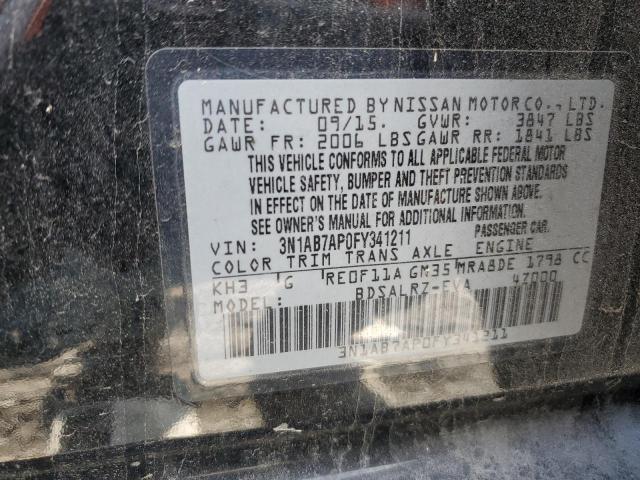 MANUFACTURED BY NISSAN MOTOR CO., LTD.
DATE: 09/15. GVWR: 3847 LBS
GAWR FR: 2006 LBS GAWR RR: 1841 LBS
THIS VEHICLE CONFORMS TO ALL APPLICABLE FEDERAL MOTOR
VEHICLE SAFETY, BUMPER AND THEFT PREVENTION STANDARDS
IN EFFECT ON THE DATE OF MANUFACTURE SHOWN ABOVE.
SEE OWNER'S MANUAL FOR ADDITIONAL INFORMATION.
VIN: 3N1AB7AP0FY341211 PASSENGER CAR.
COLOR TRIM TRANS AXLE ENGINE
KH3 G RE0F11A GM35 MRA8DE 1798 CC
MODEL: BDSALRZ-EVA 47000
3N1AB7AP0FY341211